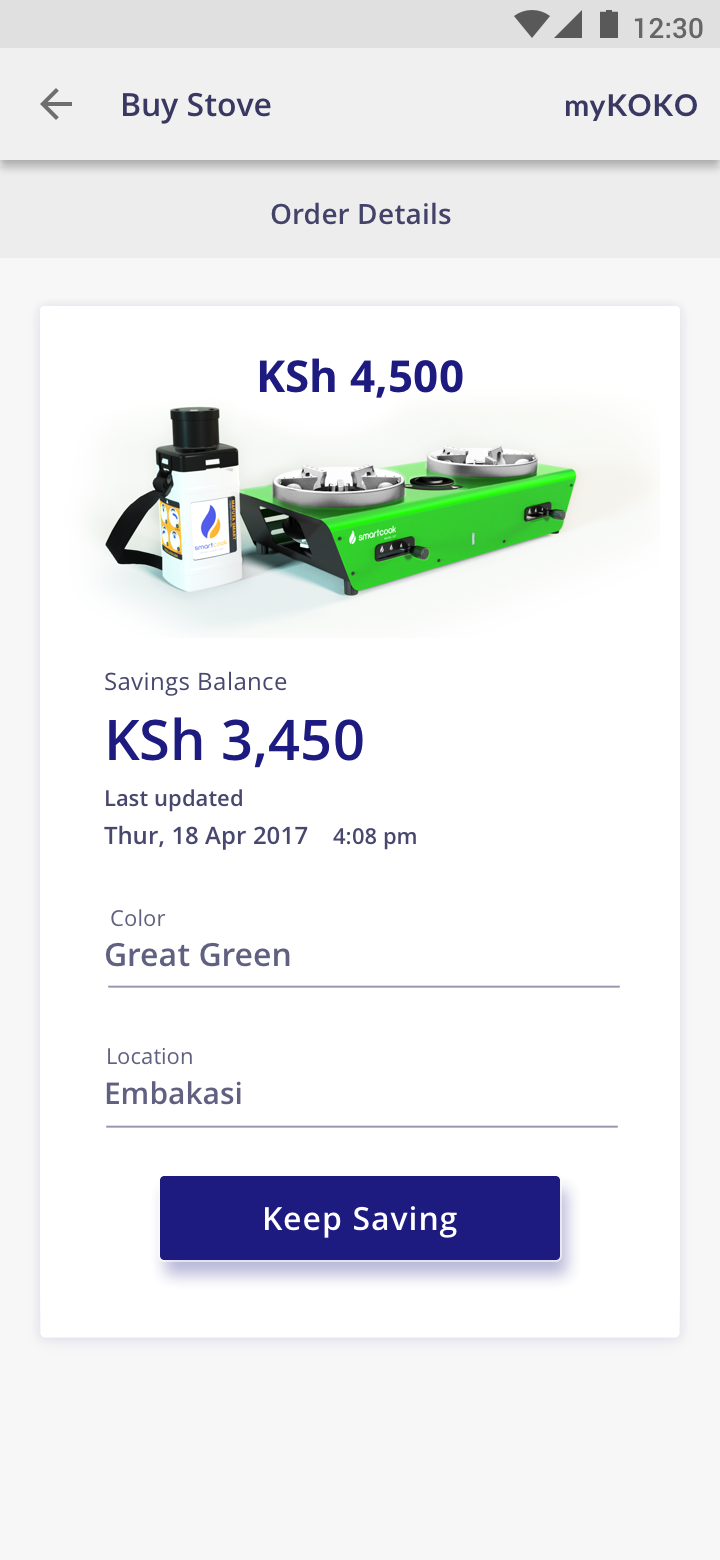 12:30
Buy Stove
myKOKO
Order Details
KSh 4,500
smartcook
smartcook
Savings Balance
KSh 3,450
Last updated
Thur, 18 Apr 2017 4:08 pm
Color
Great Green
Location
Embakasi
Keep Saving